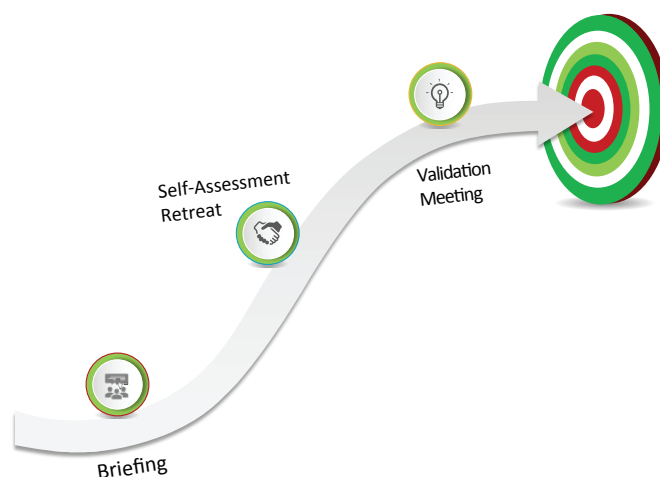 Self-Assessment
Retreat
Validation
Meeting
Briefing